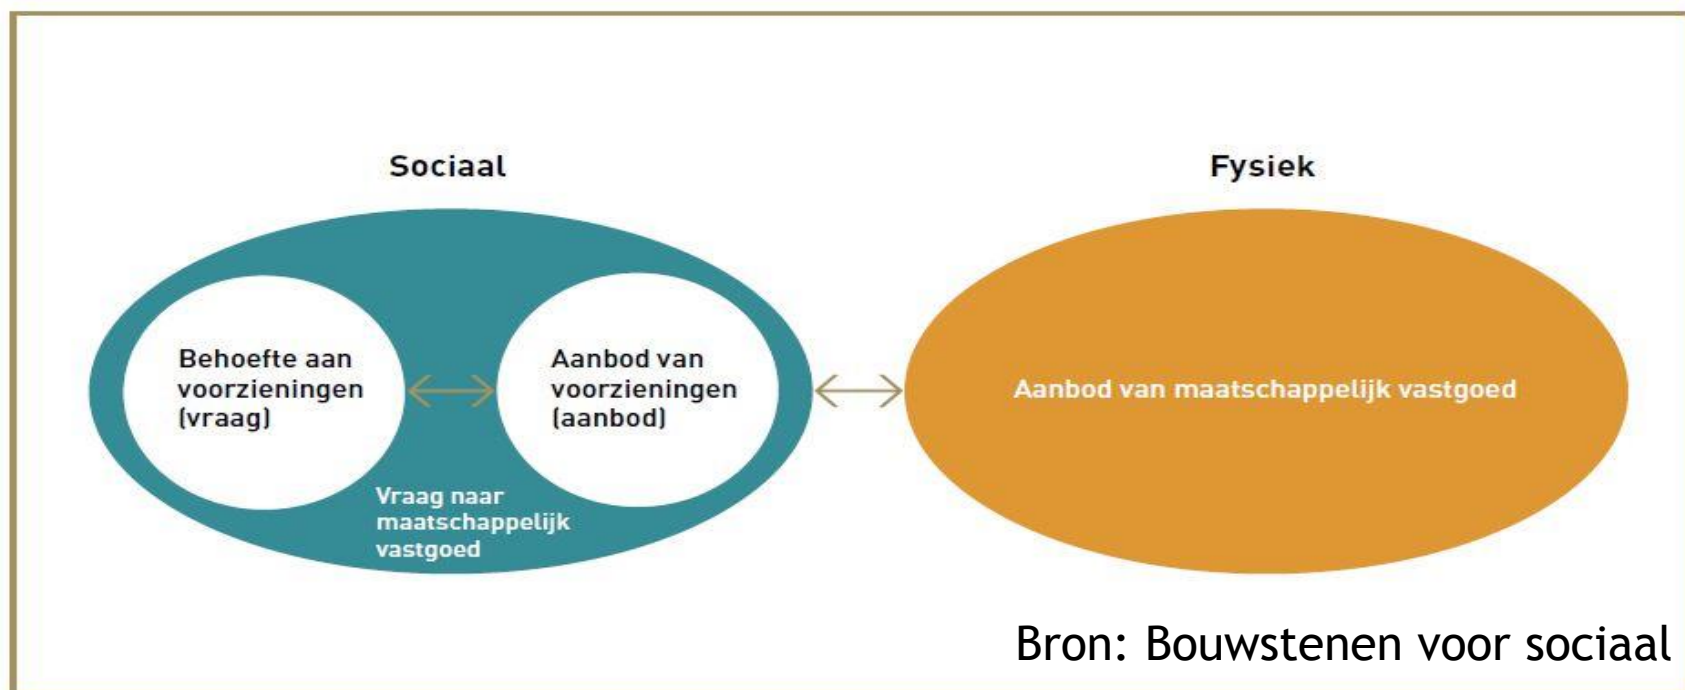 Sociaal
Fysiek
Behoefte aan
voorzieningen
(vraag)
Aanbod van
voorzieningen
(aanbod)
Vraag naar
maatschappelijk
vastgoed
Aanbod van maatschappelijk vastgoed
Bron: Bouwstenen voor sociaal